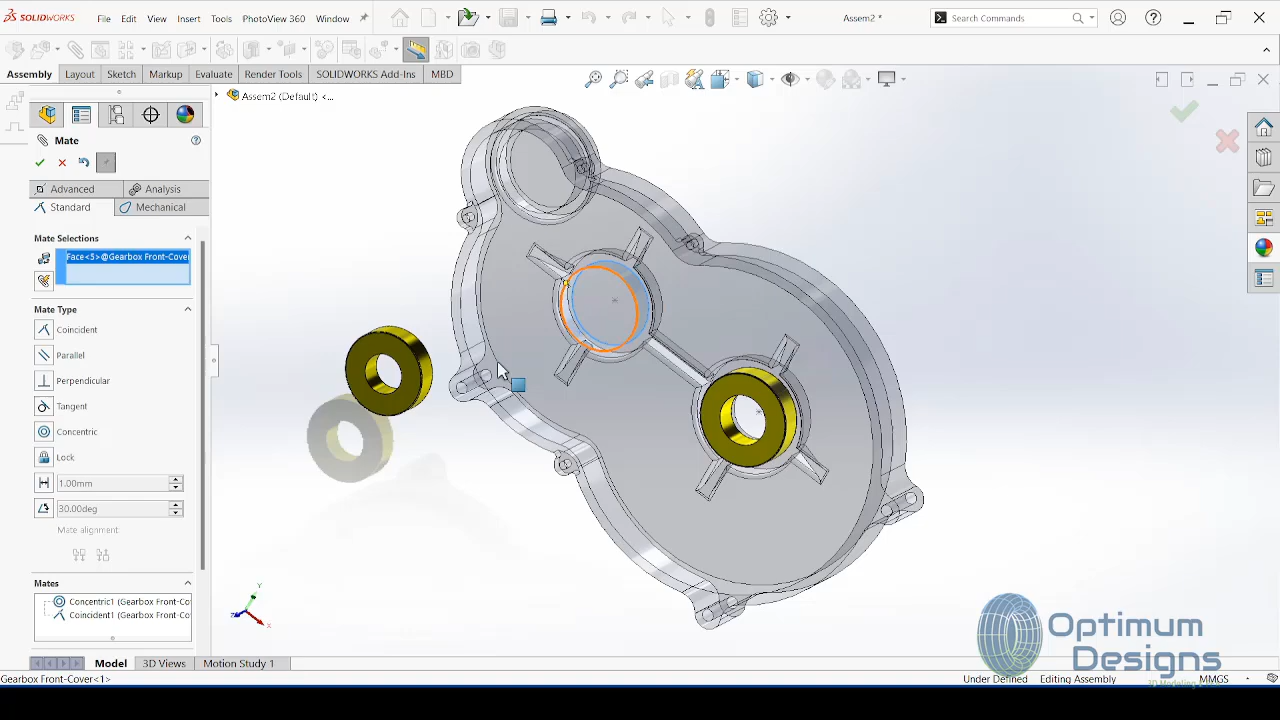 SOLIDWORKS File Edit View Insert Tools PhotoView 360 Window Assem2 * Search Commands
Assembly Layout Sketch Markup Evaluate Render Tools SOLIDWORKS Add-Ins MBD
Assem2 (Default) <...
Mate
Advanced Analysis
Standard Mechanical
Mate Selections
Face<5>@Gearbox Front-Cover
Mate Type
Coincident
Parallel
Perpendicular
Tangent
Concentric
Lock
1.00mm
30.00deg
Mate alignment:
Mates
Concentric1 (Gearbox Front-Co
Coincident1 (Gearbox Front-Cov
Y
Z
X
Optimum
Designs
Model 3D Views Motion Study 1
Gearbox Front-Cover<1> Under Defined Editing Assembly MMGS